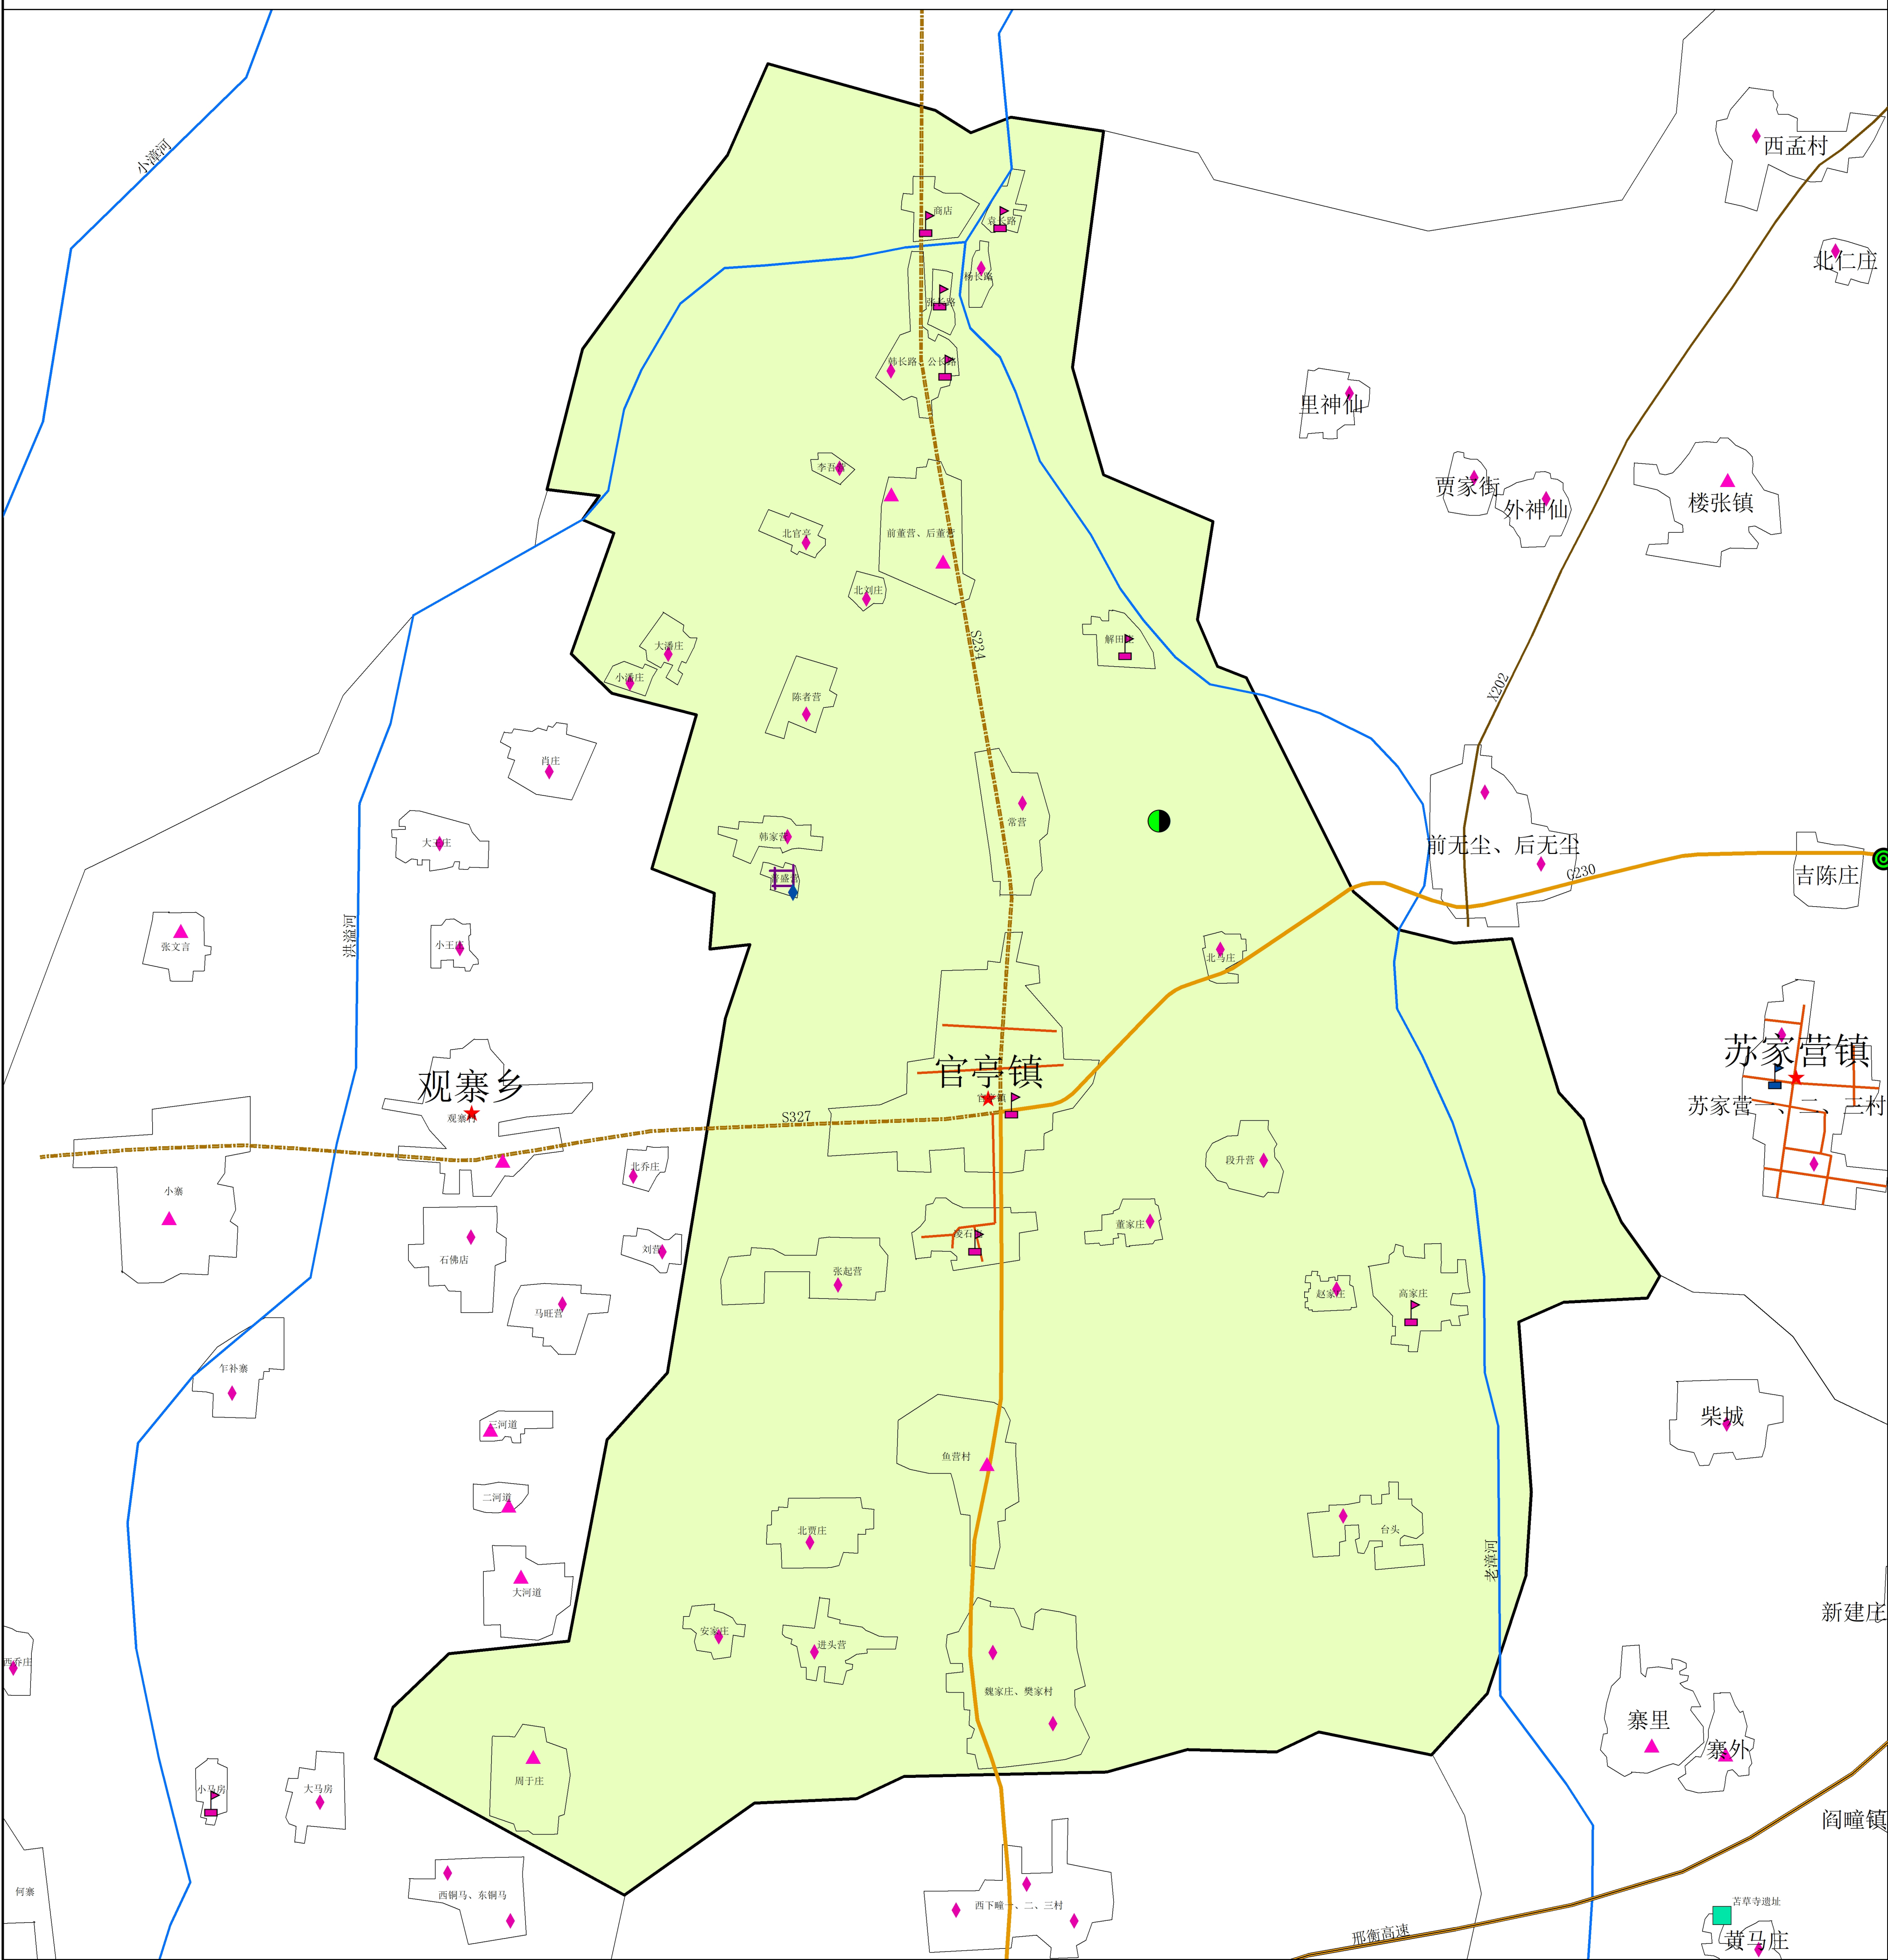 小漳河
西孟村
商店
袁长路
北仁庄
杨长路
张长路
韩长路、公长路
里神仙
李吾营
贾家街
外神仙
楼张镇
北官亭
前董营、后董营
北刘庄
S234
解田庄
大潘庄
小潘庄
陈者营
X202
肖庄
常营
韩家营
大王庄
前无尘、后无尘
G230
吉陈庄
洪溢河
张文言
小王庄
北马庄
官亭镇
苏家营镇
观寨乡
官亭镇
观寨村
S327
苏家营一、二、三村
北乔庄
段升营
小寨
董家庄
陵石
刘营
石佛店
张起营
赵家庄
高家庄
马旺营
乍补寨
三河道
柴城
鱼营村
二河道
北贾庄
台头
老漳河
大河道
新建庄
安家庄
进头营
西乔庄
魏家庄、樊家村
寨里
寨外
周于庄
小马房
大马房
阎疃镇
何寨
西铜马、东铜马
西下疃一、二、三村
苫草寺遗址
邢衡高速
黄马庄